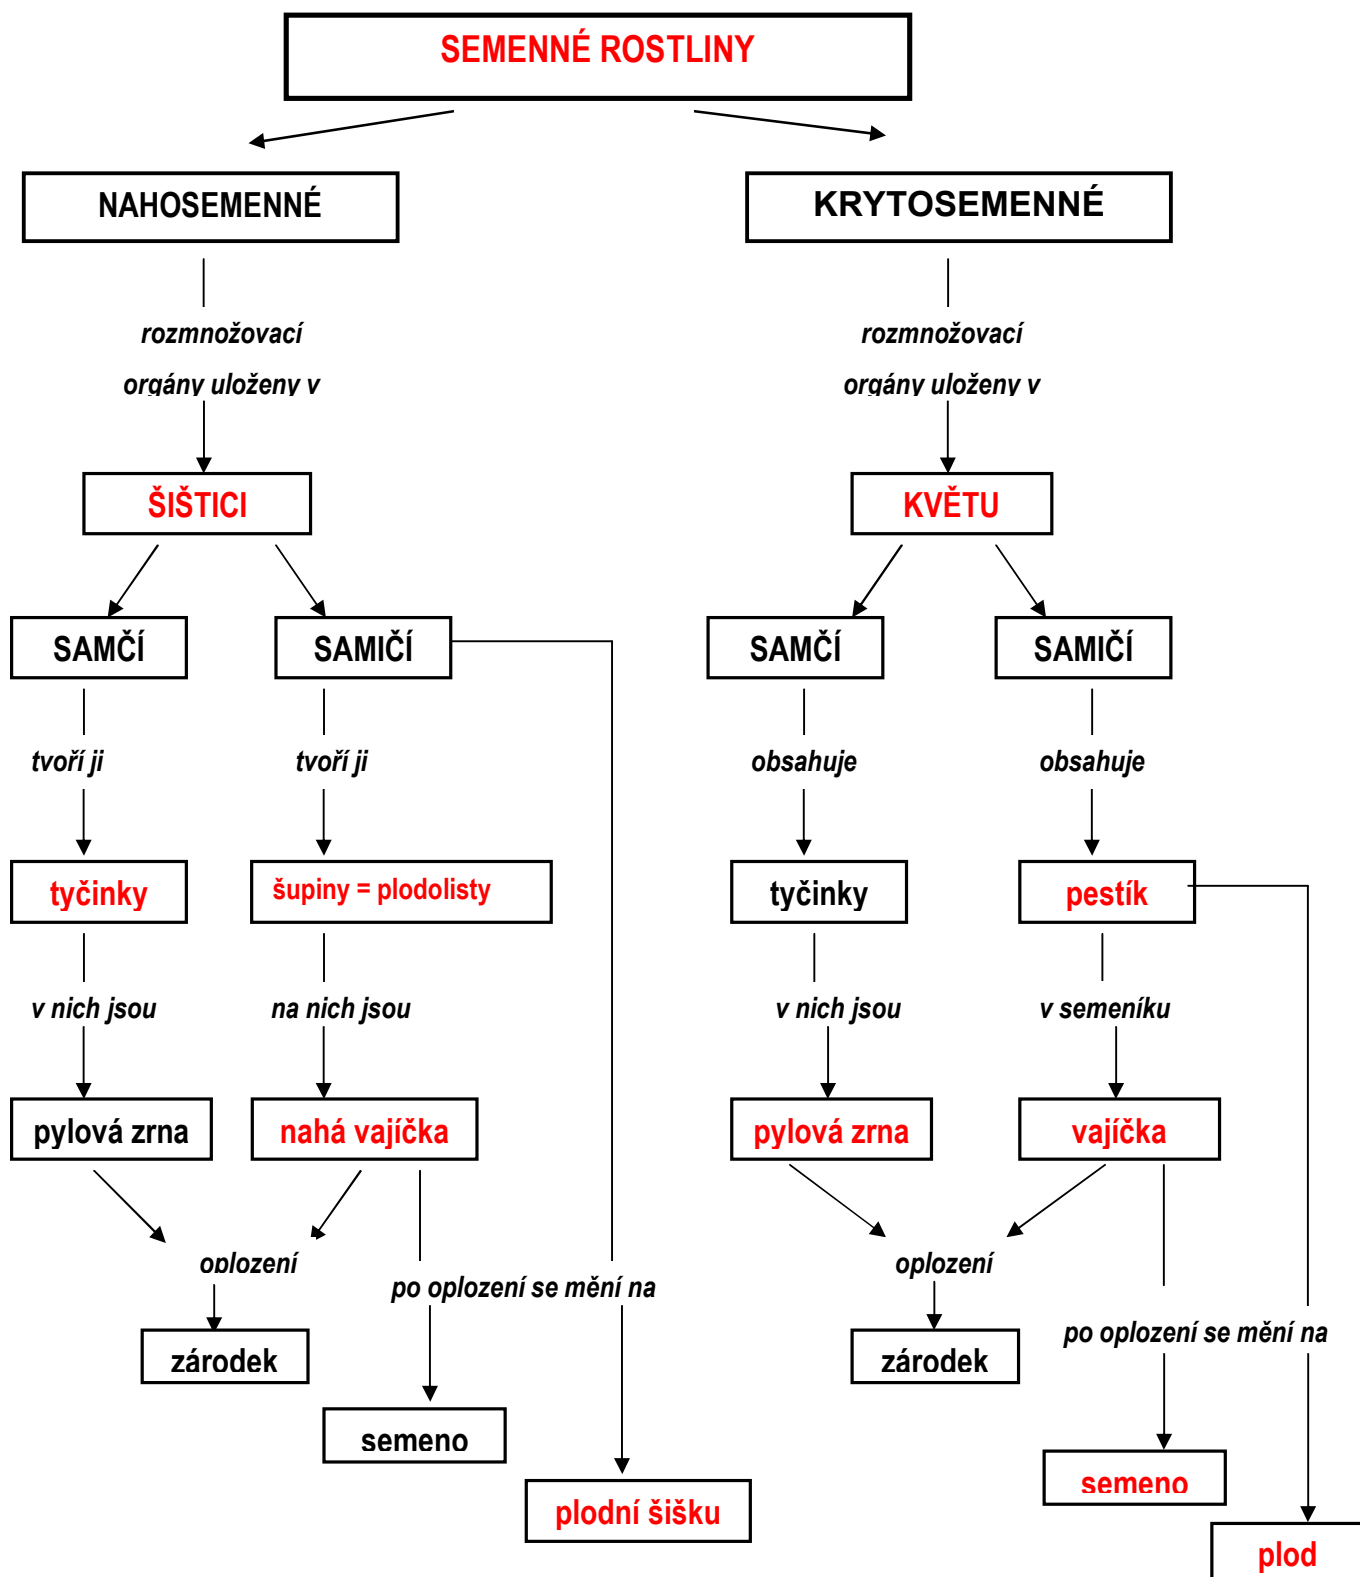 SEMENNÉ ROSTLINY
NAHOSEMENNÉ
KRYTOSEMENNÉ
rozmnožovací
orgány uloženy v
rozmnožovací
orgány uloženy v
ŠIŠTICI
KVĚTU
SAMČÍ
SAMIČÍ
SAMČÍ
SAMIČÍ
tvoří ji
tvoří ji
obsahuje
obsahuje
tyčinky
šupiny = plodolisty
tyčinky
pestík
v nich jsou
na nich jsou
v nich jsou
v semeníku
pylová zrna
nahá vajíčka
pylová zrna
vajíčka
oplození
po oplození se mění na
oplození
po oplození se mění na
zárodek
zárodek
semeno
semeno
plodní šišku
plod